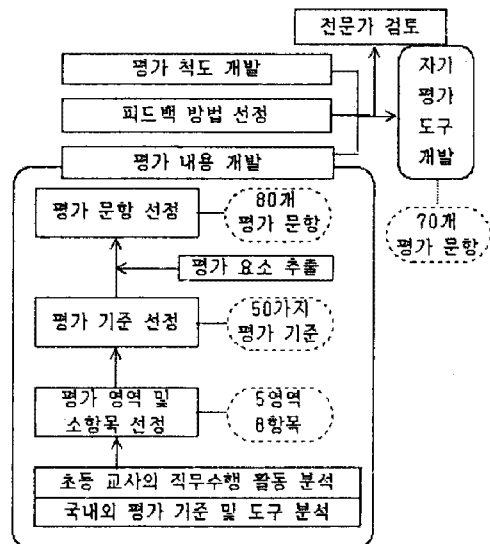 전문가 검토
평가 척도 개발
피드백 방법 선정
평가 내용 개발
자기
평가
도구
개발
70개
평가 문항
평가 문항 선정
80개
평가 문항
평가 요소 추출
평가 기준 선정
50가지
평가 기준
평가 영역 및
소항목 선정
5영역
8항목
초등 교사의 직무수행 활동 분석
국내외 평가 기준 및 도구 분석